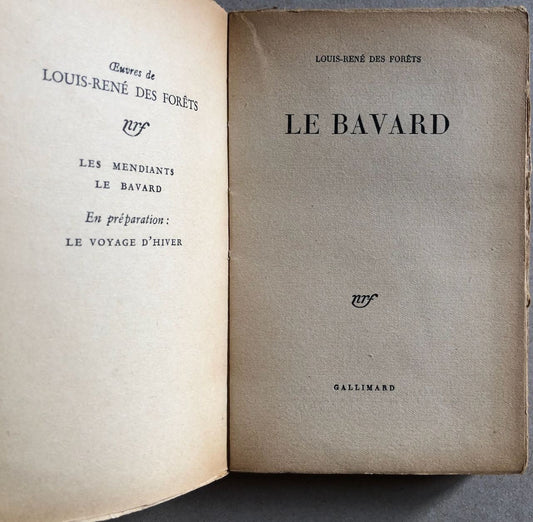 Œuvres de
LOUIS-RENÉ DES FORÊTS
nrf
LES MENDIANTS
LE BAVARD
En préparation :
LE VOYAGE D'HIVER
LOUIS-RENÉ DES FORÊTS
LE BAVARD
nrf
GALLIMARD